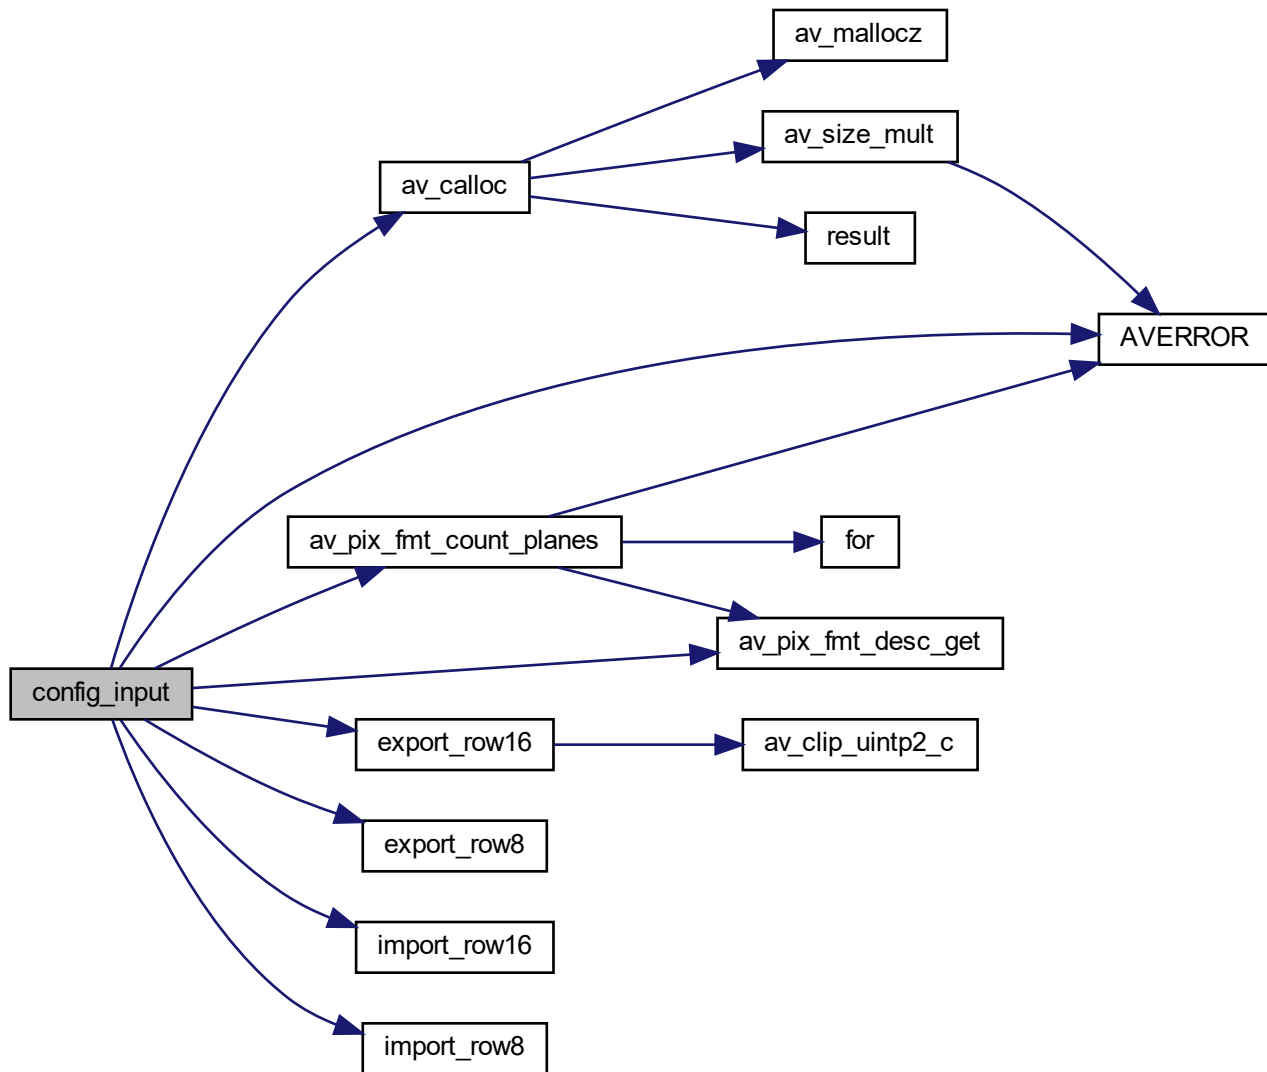 av_mallocz
av_size_mult
av_calloc
result
AVERROR
av_pix_fmt_count_planes
for
av_pix_fmt_desc_get
config_input
export_row16
av_clip_uintp2_c
export_row8
import_row16
import_row8